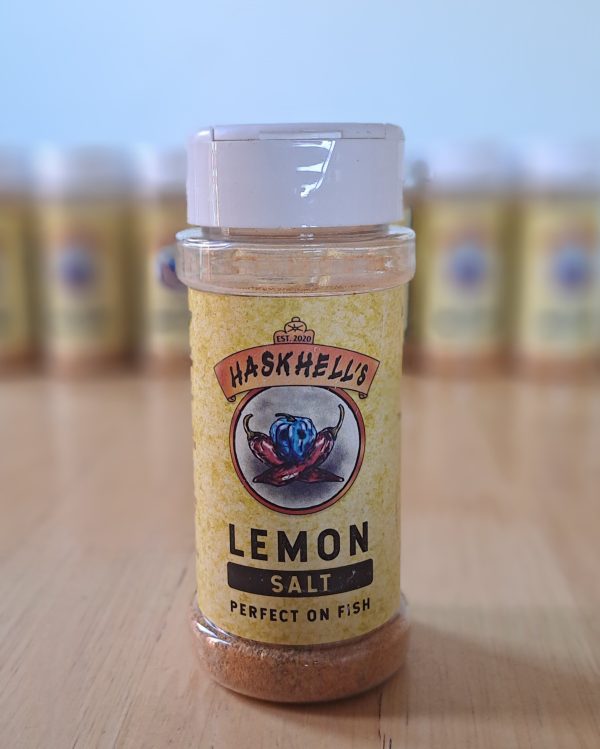 EST. 2020
HASKHELL'S
LEMON
SALT
PERFECT ON FISH